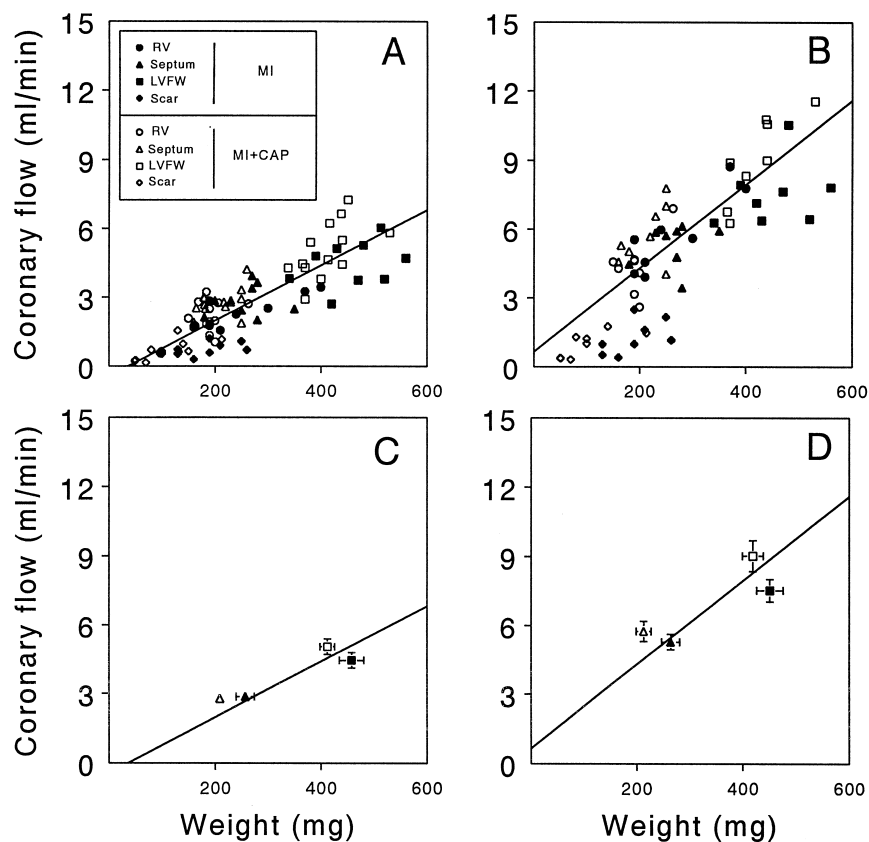 A
B
15
12
9
6
3
0
Coronary flow (ml/min)
RV
Septum
LVFW
Scar
MI
RV
Septum
LVFW
Scar
MI+CAP
200
400
600
15
12
9
6
3
0
200
400
600
C
D
15
12
9
6
3
0
Coronary flow (ml/min)
200
400
600
Weight (mg)
15
12
9
6
3
0
200
400
600
Weight (mg)